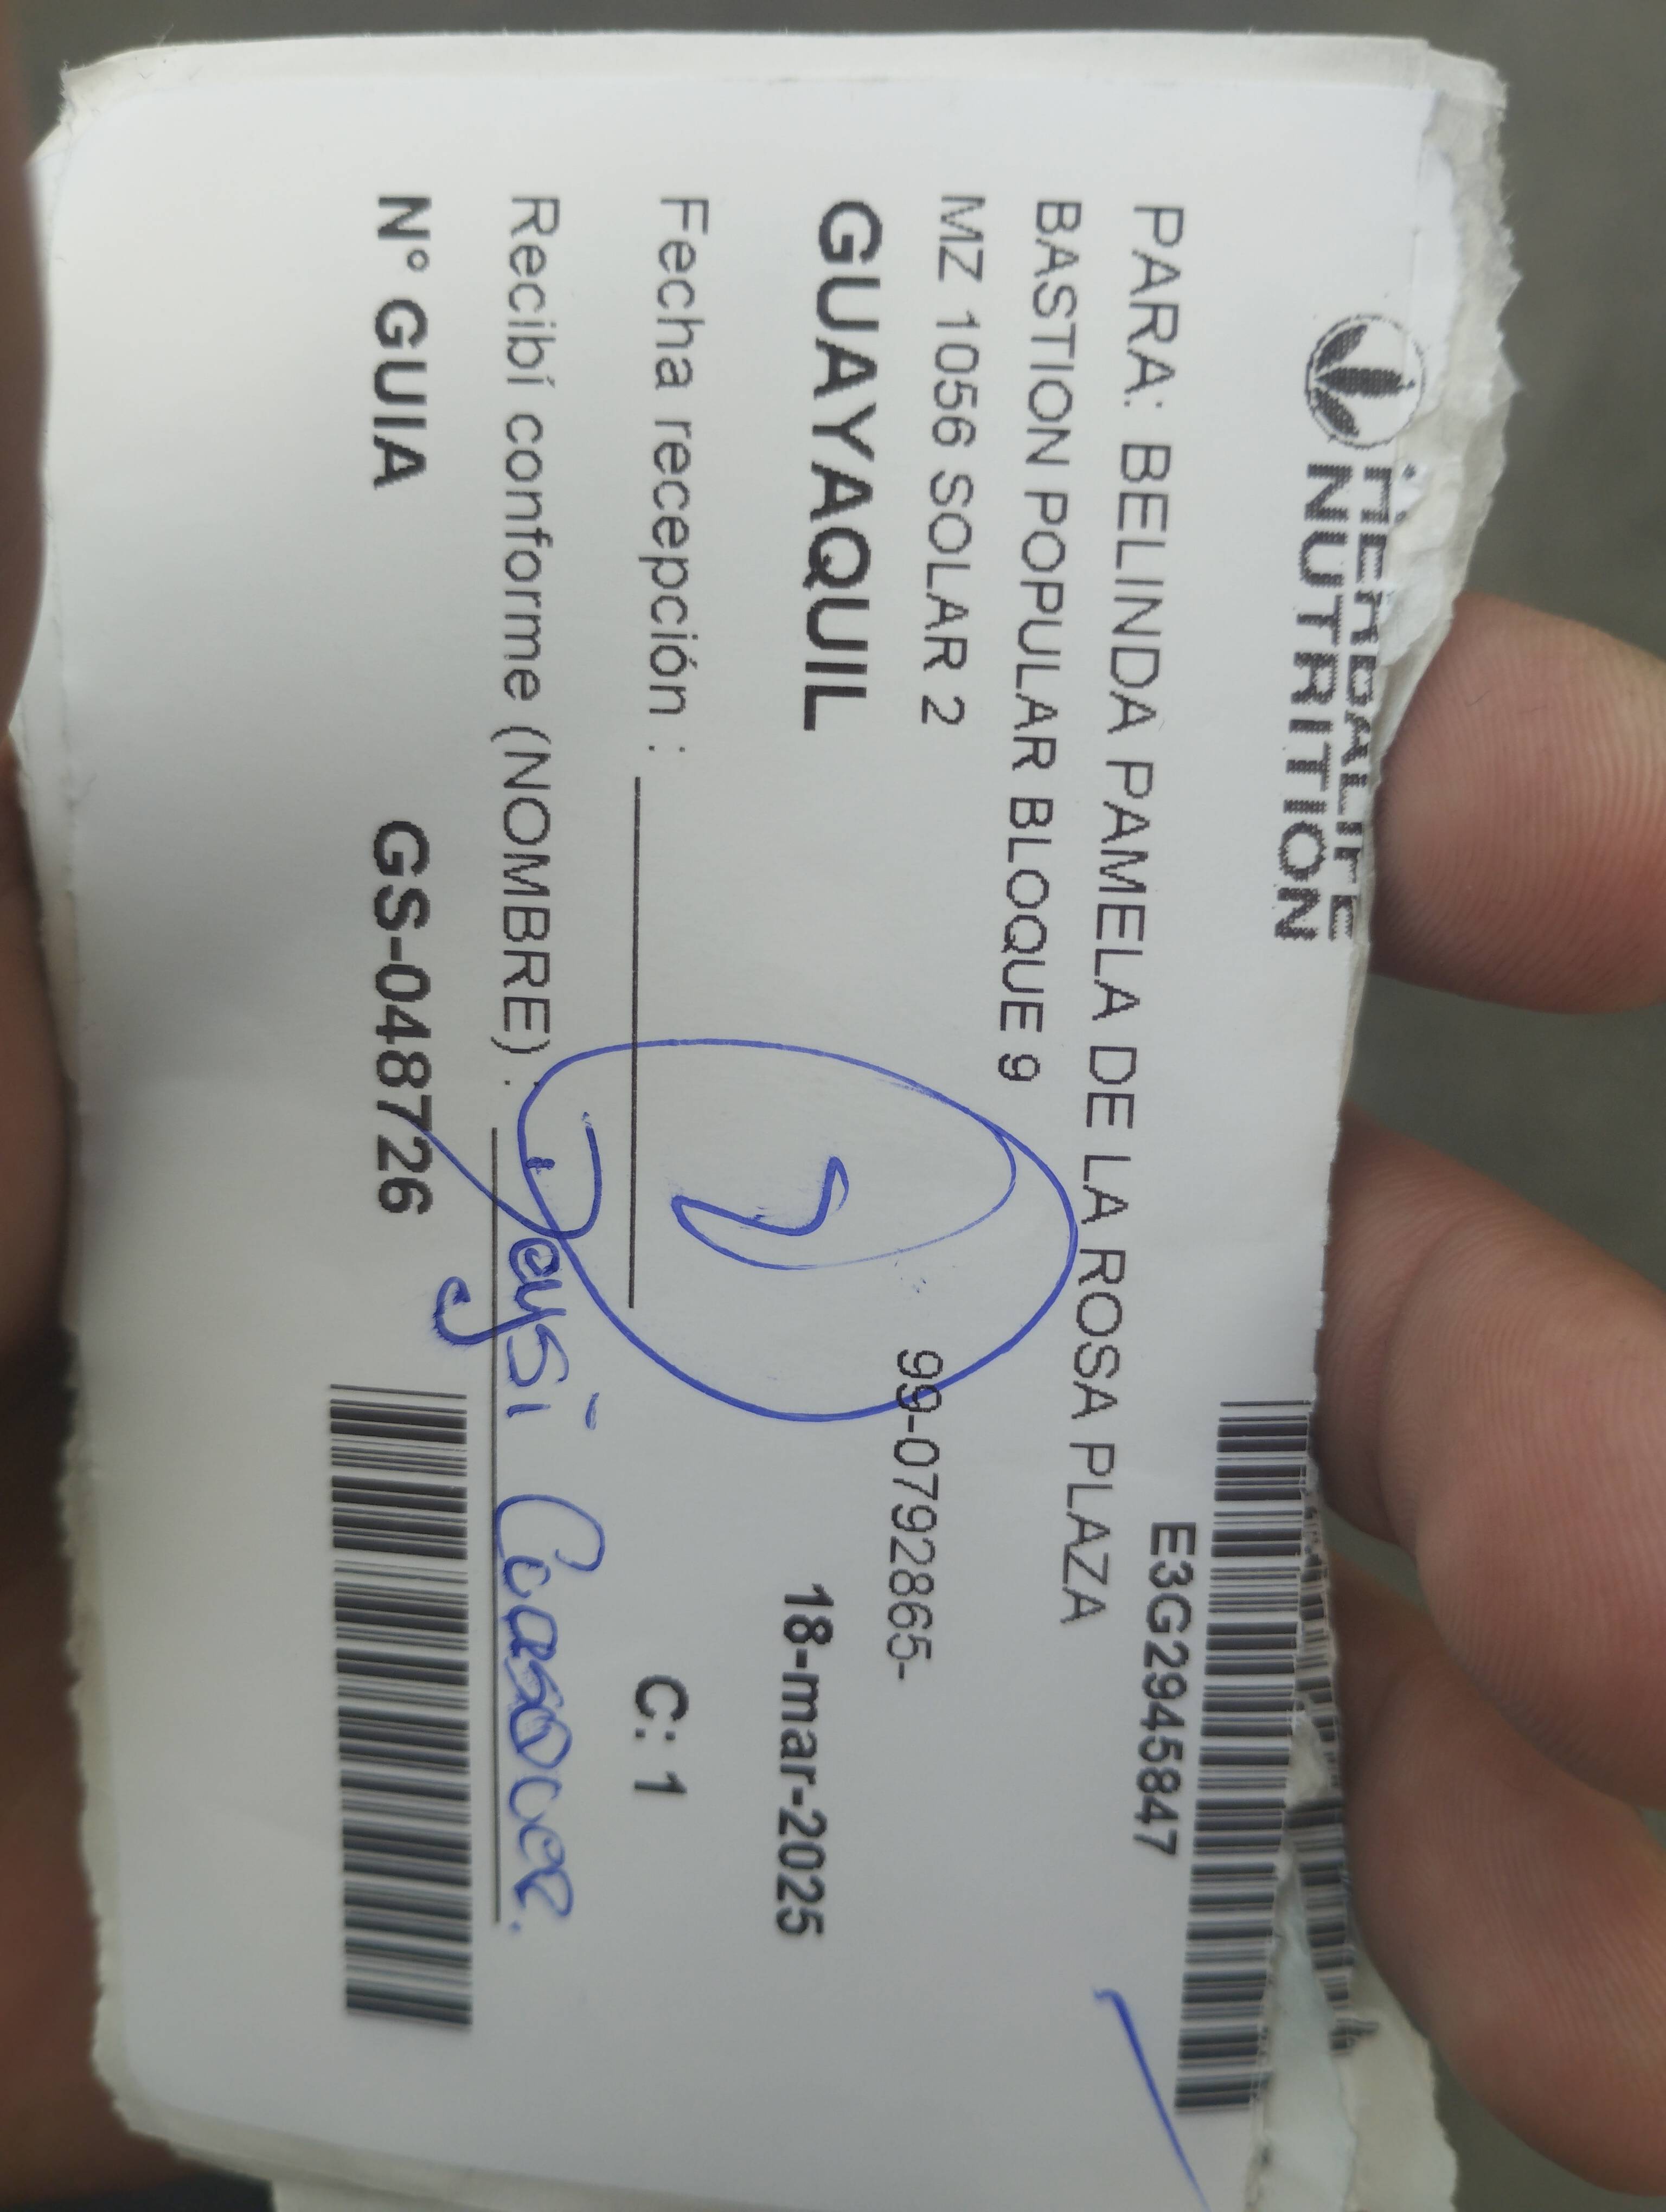 HERBALIFE
NUTRITION
E3G2945847
PARA: BELINDA PAMELA DE LA ROSA PLAZA
BASTION POPULAR BLOQUE 9
MZ 1056 SOLAR 2
99-0792865-
GUAYAQUIL
18-mar-2025
Fecha recepción :
C: 1
Recibí conforme (NOMBRE) : Deysi
N° GUIA GS-048726